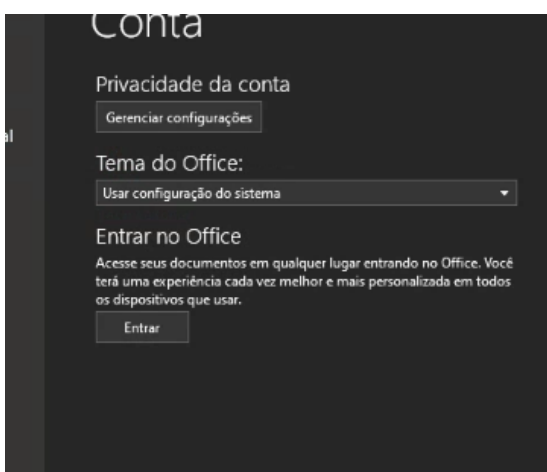 Conta
Privacidade da conta
Gerenciar configurações
al
Tema do Office:
Usar configuração do sistema
Entrar no Office
Acesse seus documentos em qualquer lugar entrando no Office. Você
terá uma experiência cada vez melhor e mais personalizada em todos
os dispositivos que usar.
Entrar